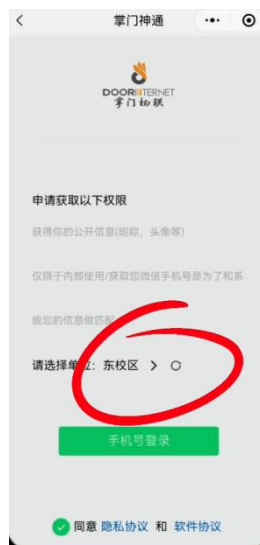 掌门神通
DOORINTERNET
掌门物联
申请获取以下权限
获得你的公开信息(昵称、头像等)
仅限于内部使用/获取您微信手机号是为了和系
统您的信息做匹配
请选择单位: 东校区 >
手机号登录
同意 隐私协议 和 软件协议